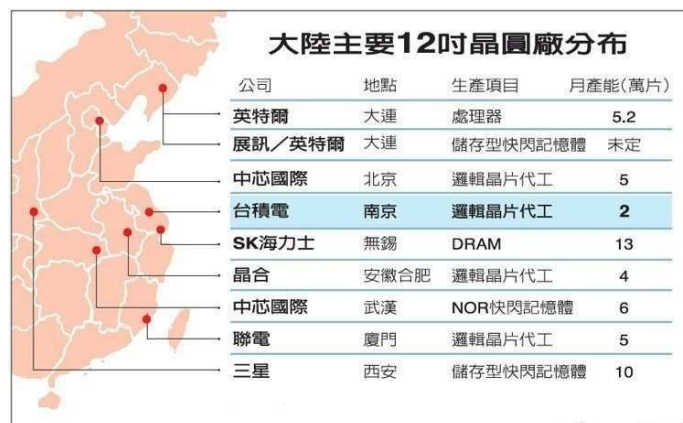 大陸主要12吋晶圓廠分布
公司 地點 生產項目 月產能(萬片)
英特爾 大連 處理器 5.2
展訊/英特爾 大連 儲存型快閃記憶體 未定
中芯國際 北京 邏輯晶片代工 5
台積電 南京 邏輯晶片代工 2
SK海力士 無錫 DRAM 13
晶合 安徽合肥 邏輯晶片代工 4
中芯國際 武漢 NOR快閃記憶體 6
聯電 廈門 邏輯晶片代工 5
三星 西安 儲存型快閃記憶體 10